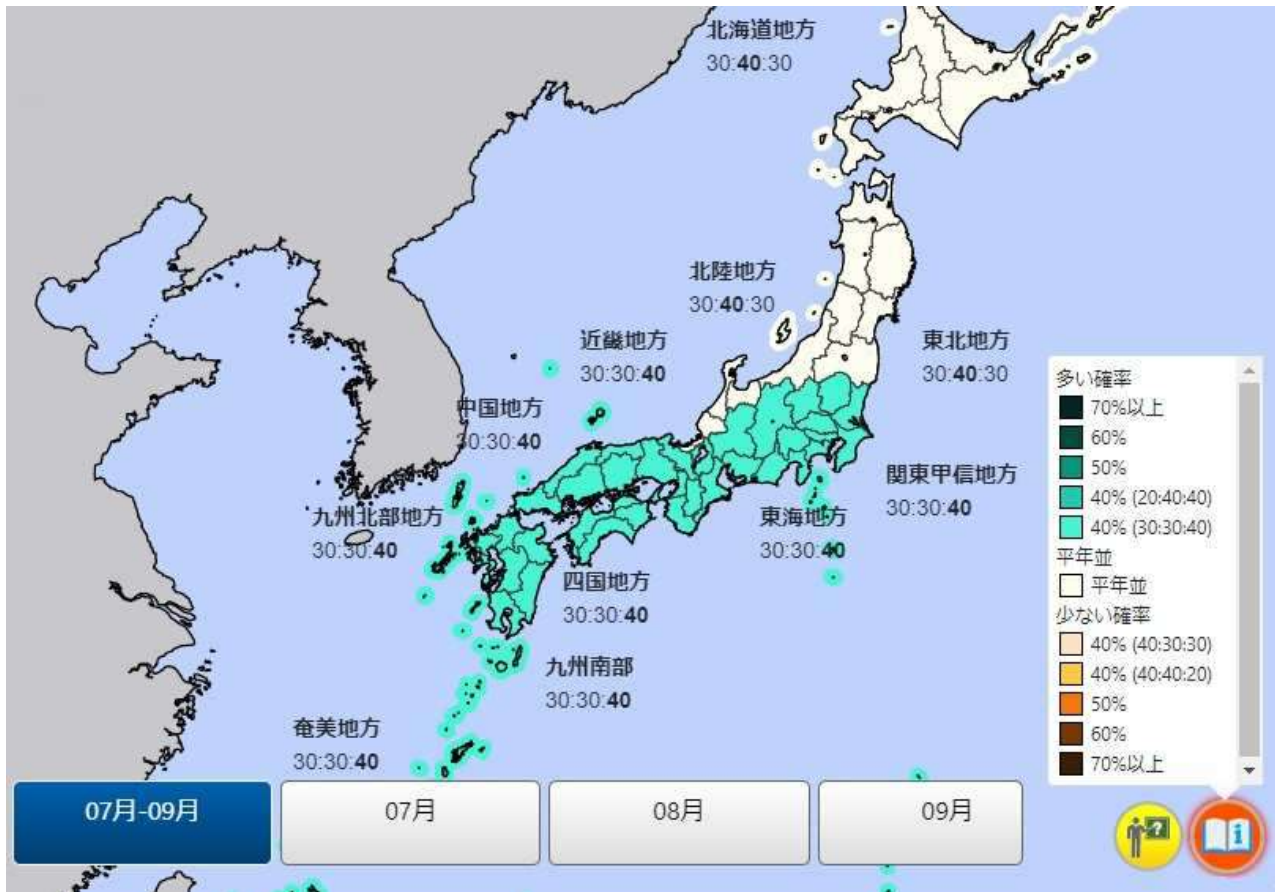 北海道地方
30:40:30
北陸地方
30:40:30
近畿地方
30:30:40
東北地方
30:40:30
中国地方
30:30:40
関東甲信地方
30:30:40
九州北部地方
30:30:40
東海地方
30:30:40
四国地方
30:30:40
九州南部
30:30:40
奄美地方
30:30:40
多い確率
70%以上
60%
50%
40% (20:40:40)
40% (30:30:40)
平年並
平年並
少ない確率
40% (40:30:30)
40% (40:40:20)
50%
60%
70%以上
07月-09月
07月
08月
09月
?
i